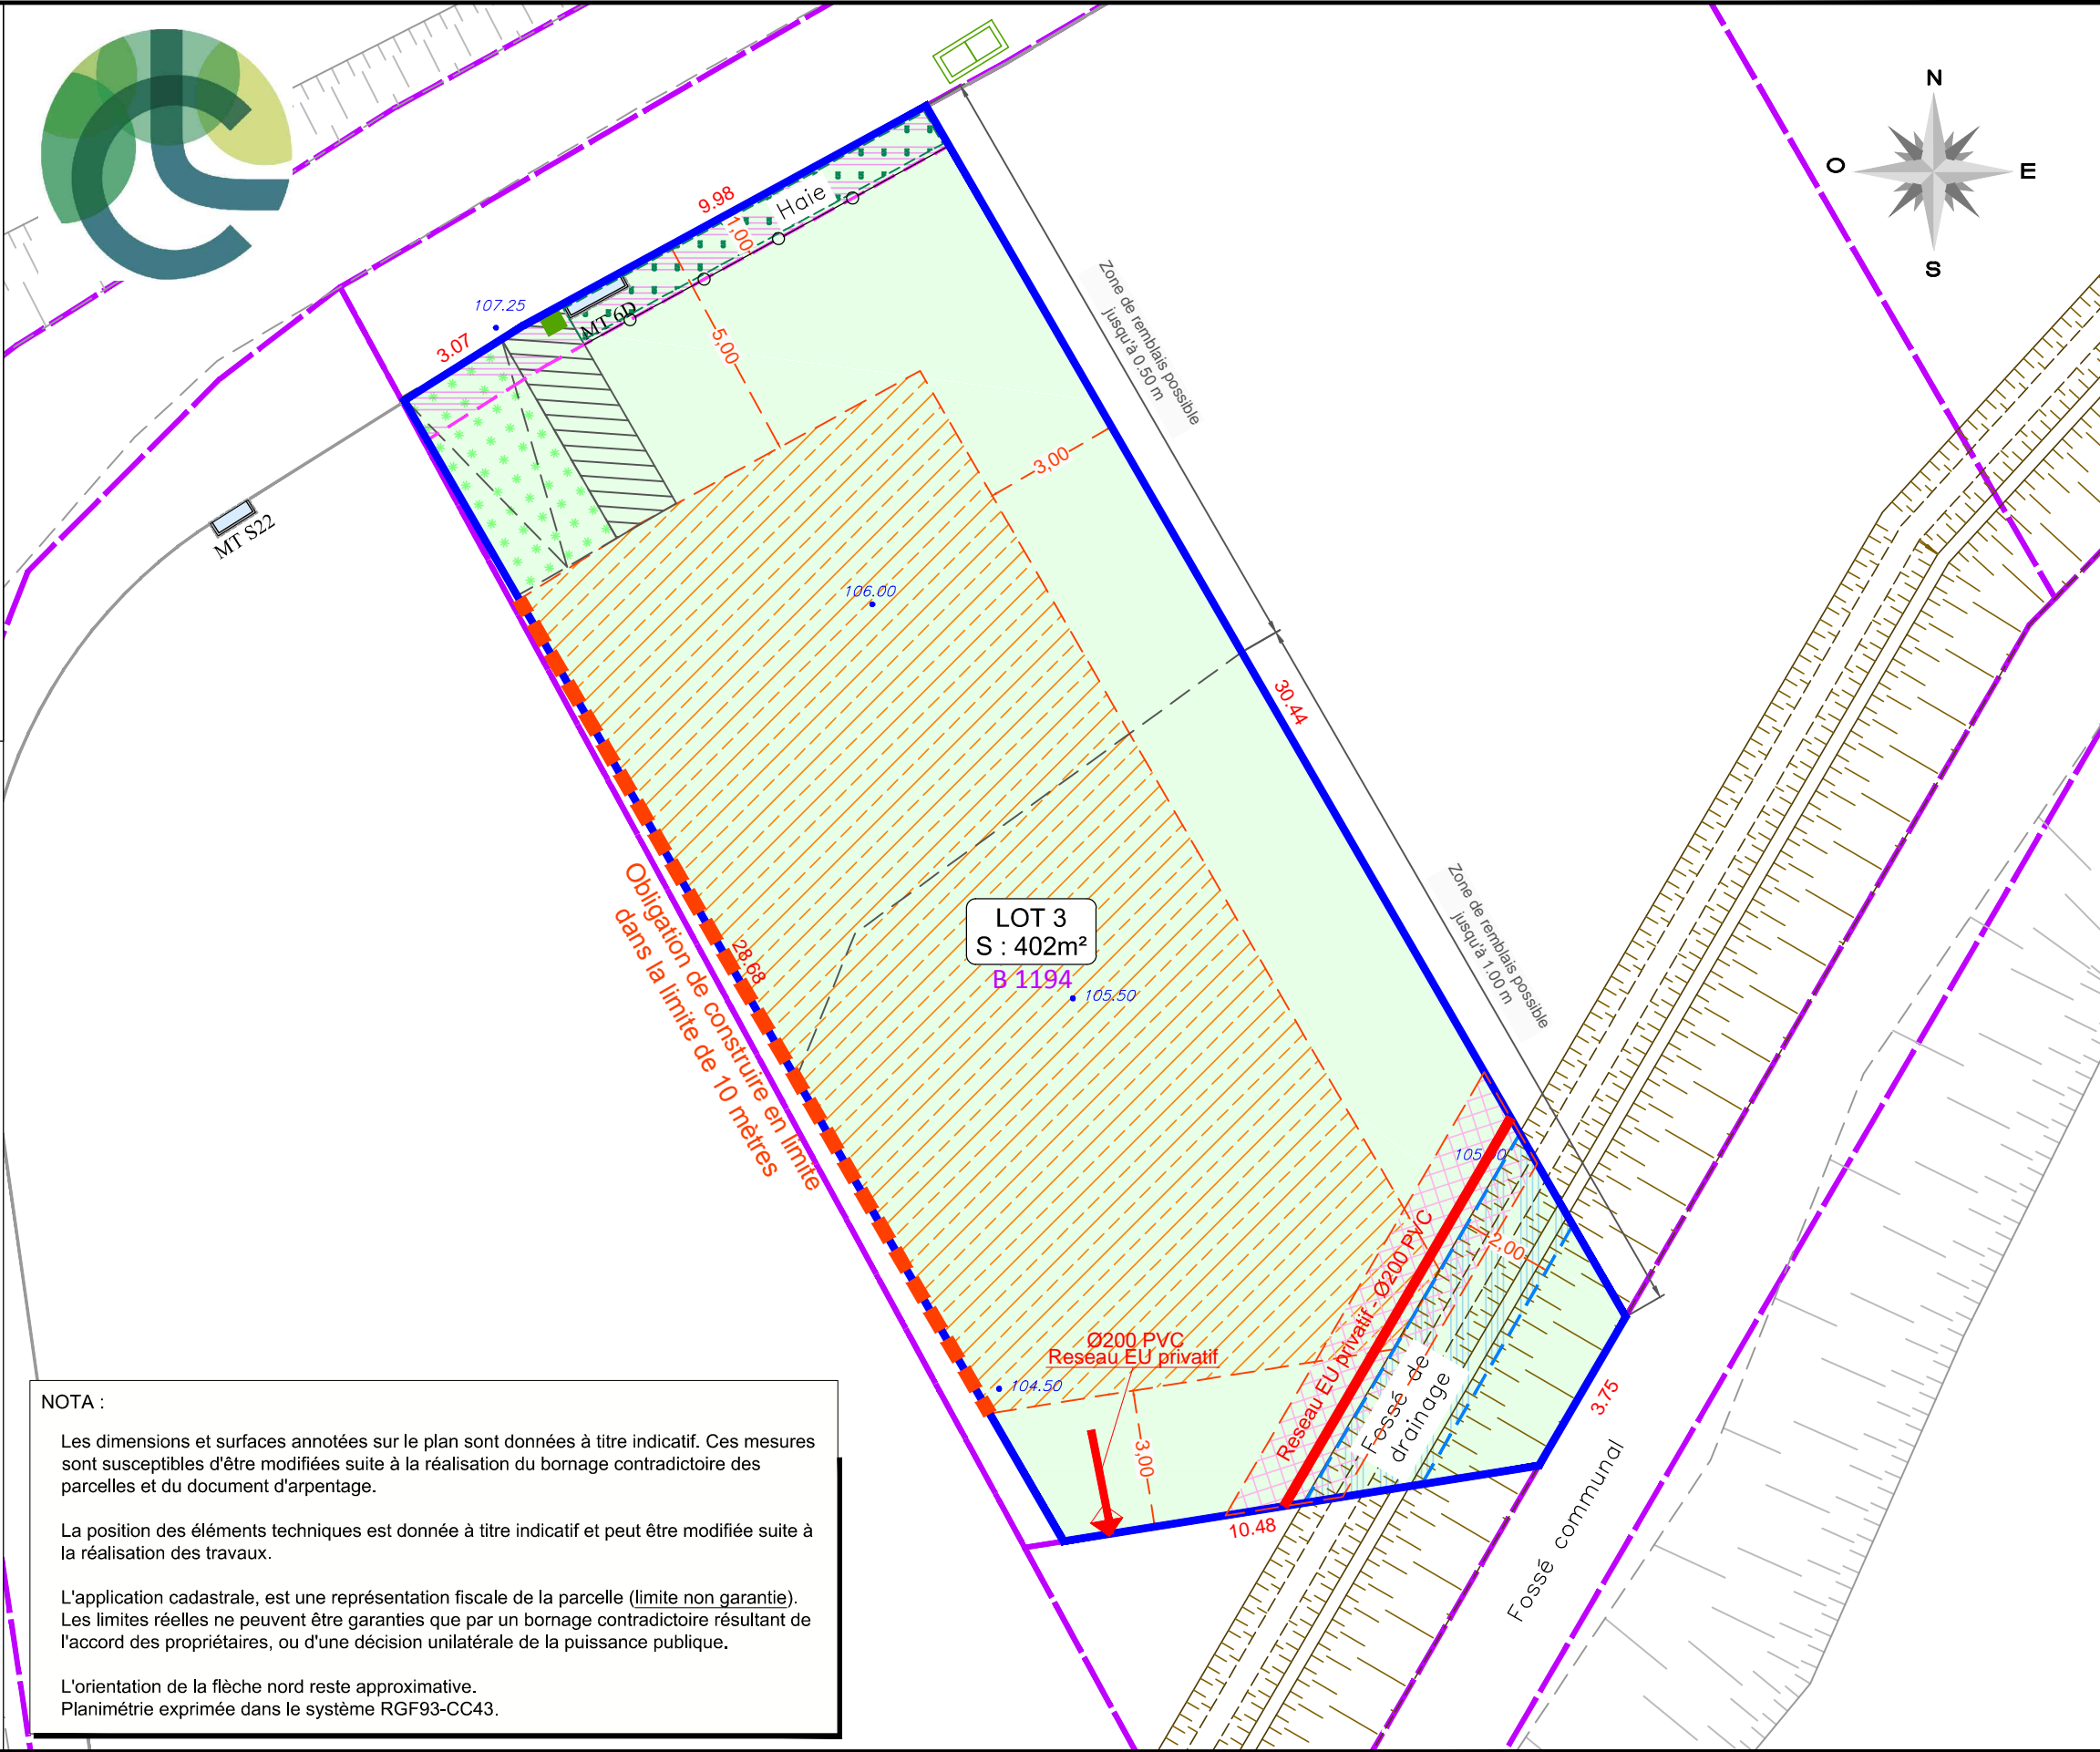 N
O
E
S
9.98
Haie
1,00
107.25
MT 6D
3.07
5,00
Zone de remblais possible
jusqu'à 0.50 m
3,00
MT S22
106.00
30.44
Obligation de construire en limite
dans la limite de 10 mètres
28.68
LOT 3
S : 402m²
B 1194
105.50
Zone de remblais possible
jusqu'à 1.00 m
2,00
Reseau EU privatif - Ø200 PVC
Ø200 PVC
Reseau EU privatif
104.50
Fossé de
drainage
3.75
3,00
10.48
Fossé communal
NOTA :
Les dimensions et surfaces annotées sur le plan sont données à titre indicatif. Ces mesures
sont susceptibles d'être modifiées suite à la réalisation du bornage contradictoire des
parcelles et du document d'arpentage.
La position des éléments techniques est donnée à titre indicatif et peut être modifiée suite à
la réalisation des travaux.
L'application cadastrale, est une représentation fiscale de la parcelle (limite non garantie).
Les limites réelles ne peuvent être garanties que par un bornage contradictoire résultant de
l'accord des propriétaires, ou d'une décision unilatérale de la puissance publique.
L'orientation de la flèche nord reste approximative.
Planimétrie exprimée dans le système RGF93-CC43.